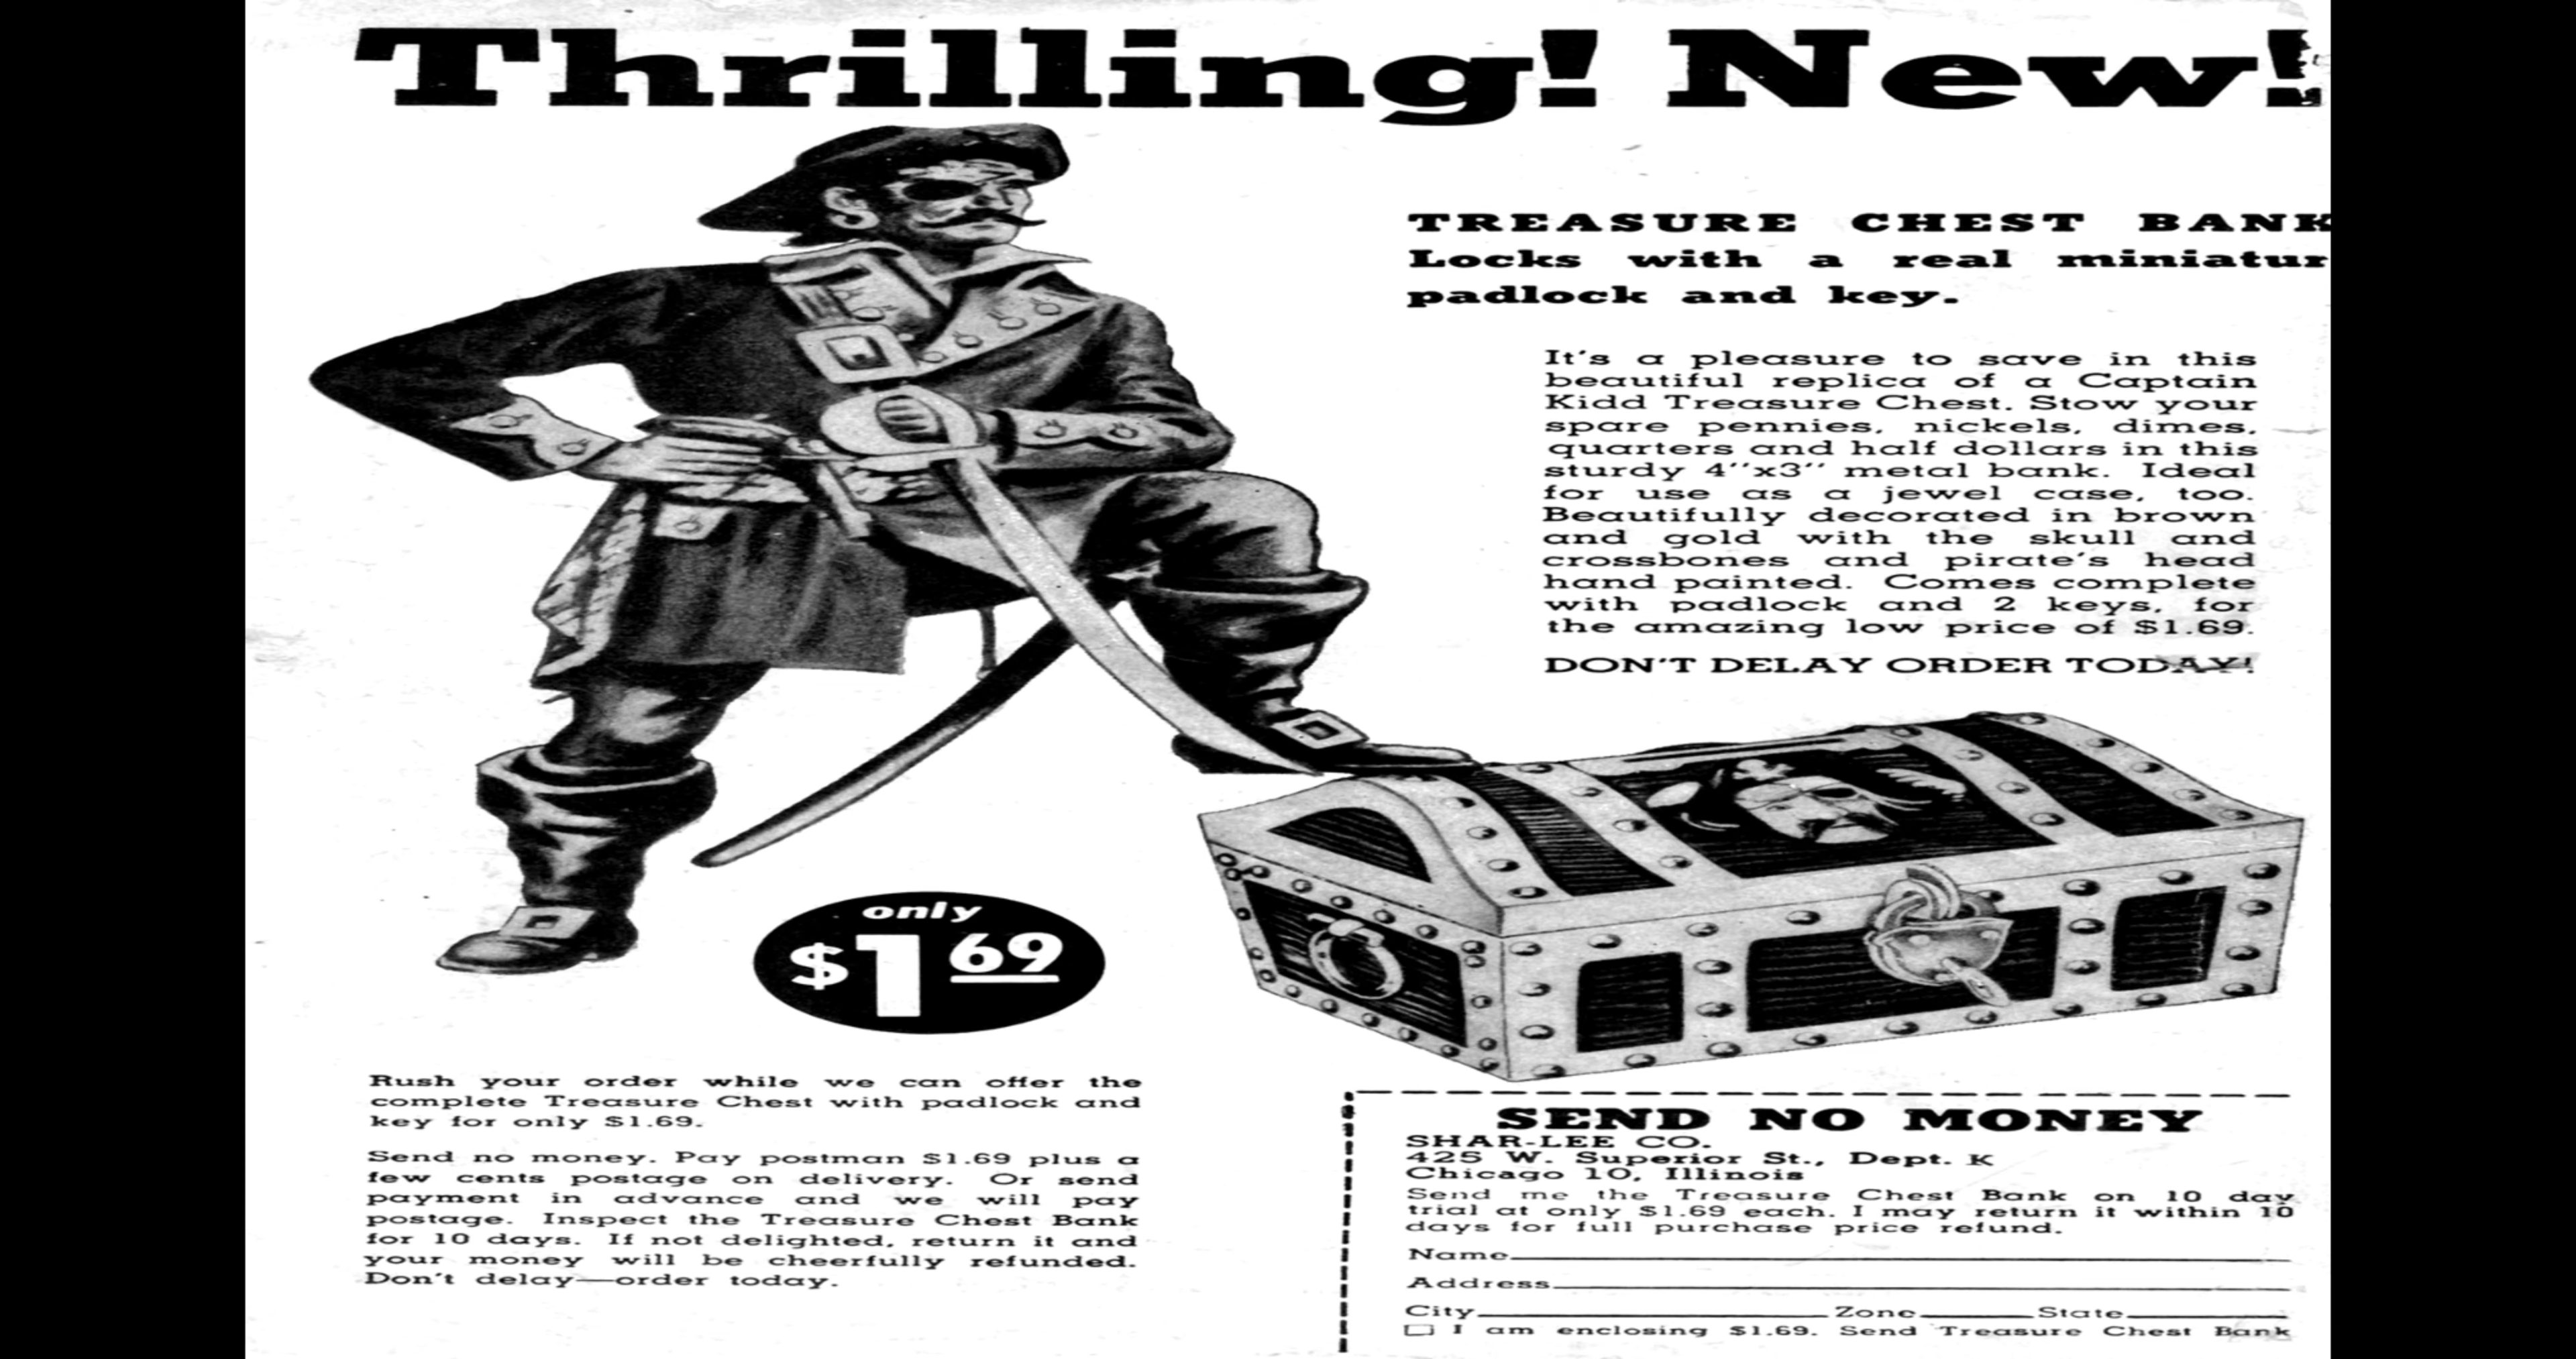 Thrilling! New!
TREASURE CHEST BANK
Locks with a real miniatur
padlock and key.
It's a pleasure to save in this
beautiful replica of a Captain
Kidd Treasure Chest. Stow your
spare pennies, nickels, dimes,
quarters and half dollars in this
sturdy 4''x3'' metal bank. Ideal
for use as a jewel case, too.
Beautifully decorated in brown
and gold with the skull and
crossbones and pirate's head
hand painted. Comes complete
with padlock and 2 keys, for
the amazing low price of $1.69.
DON'T DELAY ORDER TODAY!
only
$1 69
Rush your order while we can offer the
complete Treasure Chest with padlock and
key for only $1.69.
Send no money. Pay postman $1.69 plus a
few cents postage on delivery. Or send
payment in advance and we will pay
postage. Inspect the Treasure Chest Bank
for 10 days. If not delighted, return it and
your money will be cheerfully refunded.
Don't delay—order today.
SEND NO MONEY
SHAR-LEE CO.
425 W. Superior St., Dept. K
Chicago 10, Illinois
Send me the Treasure Chest Bank on 10 day
trial at only $1.69 each. I may return it within 10
days for full purchase price refund.
Name
Address
City Zone State
I am enclosing $1.69. Send Treasure Chest Bank